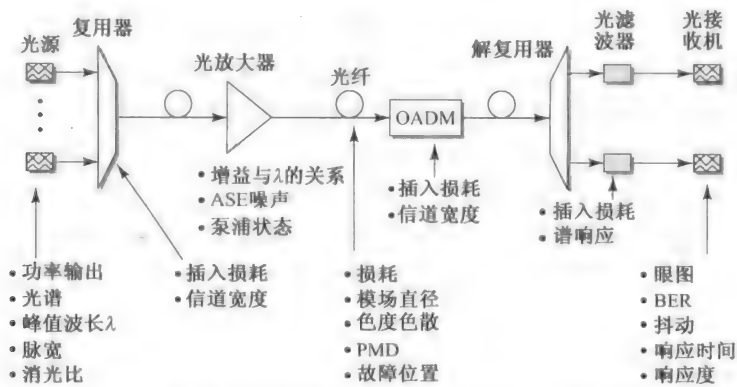 光源
复用器
光放大器
光纤
OADM
解复用器
光滤
波器
光接
收机
• 功率输出
• 光谱
• 峰值波长λ
• 脉宽
• 消光比
• 插入损耗
• 信道宽度
• 增益与λ的关系
• ASE噪声
• 泵浦状态
• 损耗
• 模场直径
• 色度色散
• PMD
• 故障位置
• 插入损耗
• 信道宽度
• 插入损耗
• 谱响应
• 眼图
• BER
• 抖动
• 响应时间
• 响应度